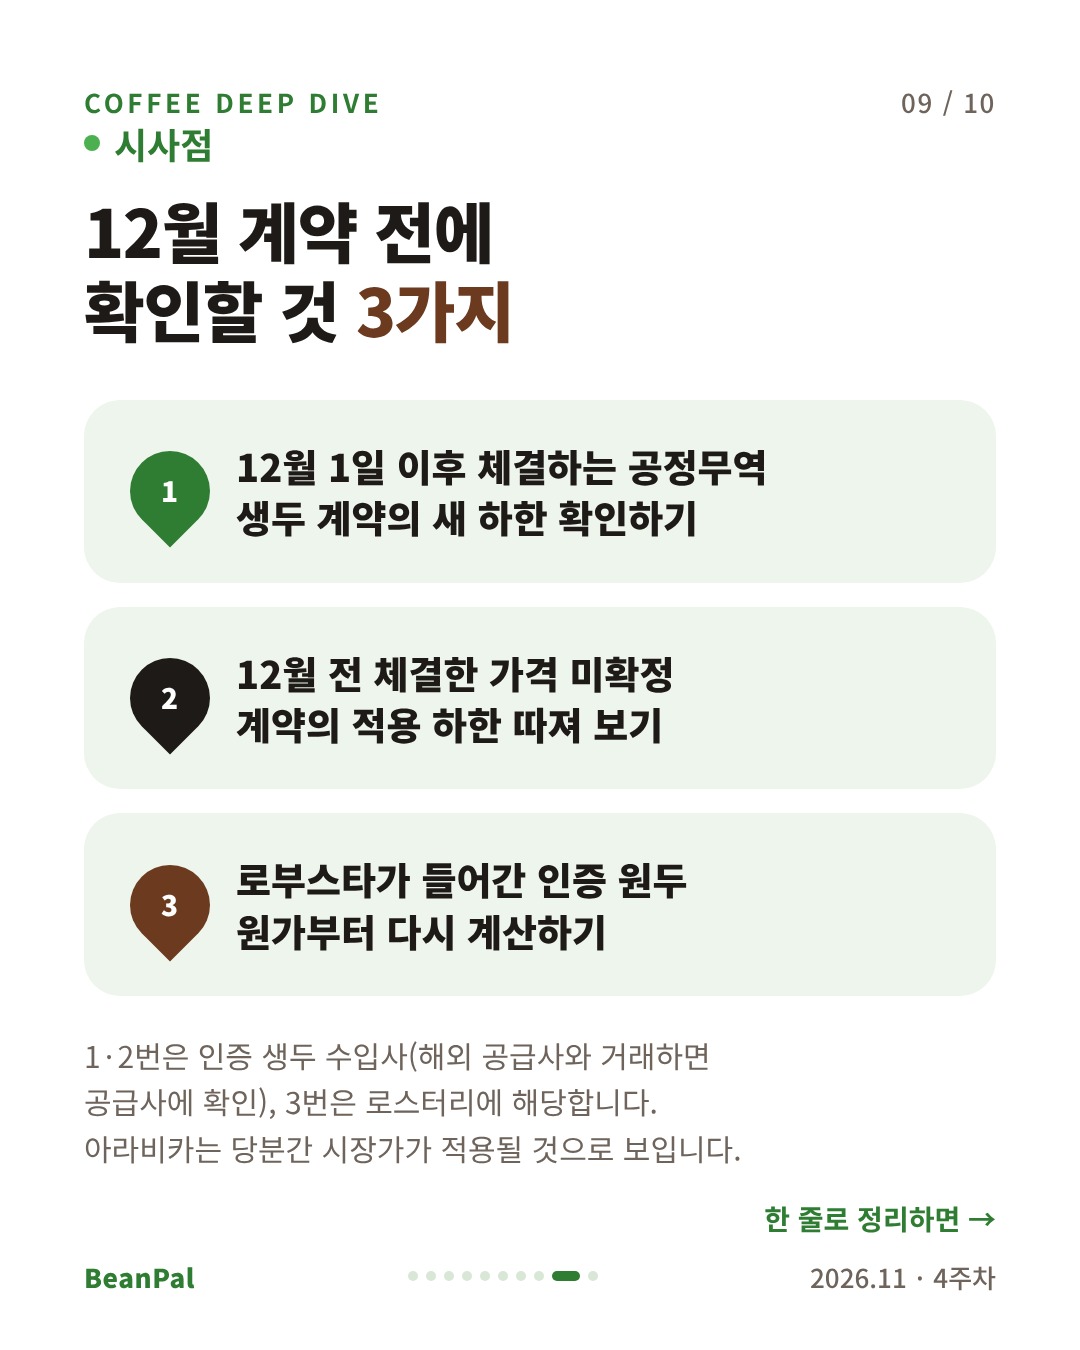 COFFEE DEEP DIVE
09 / 10
시사점
12월 계약 전에
확인할 것 3가지
1
12월 1일 이후 체결하는 공정무역
생두 계약의 새 하한 확인하기
2
12월 전 체결한 가격 미확정
계약의 적용 하한 따져 보기
3
로부스타가 들어간 인증 원두
원가부터 다시 계산하기
1·2번은 인증 생두 수입사(해외 공급사와 거래하면
공급사에 확인), 3번은 로스터리에 해당합니다.
아라비카는 당분간 시장가가 적용될 것으로 보입니다.
한 줄로 정리하면 →
BeanPal
2026.11 · 4주차